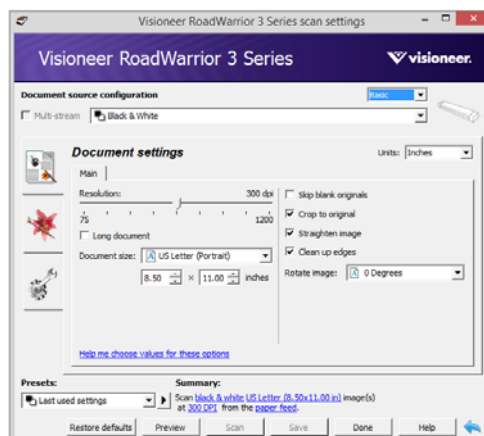 Visioneer RoadWarrior 3 Series scan settings
Visioneer RoadWarrior 3 Series
visioneer.
Document source configuration
Basic
Multi-stream
Black & White
Document settings
Units: Inches
Main
Resolution: 300 dpi
75 1200
Long document
Document size: US Letter (Portrait)
8.50 × 11.00 inches
Skip blank originals
Crop to original
Straighten image
Clean up edges
Rotate image: 0 Degrees
Help me choose values for these options
Presets:
Last used settings
Summary:
Scan black & white US Letter (8.50x11.00 in) image(s)
at 300 DPI from the paper feed.
Restore defaults Preview Scan Save Done Help